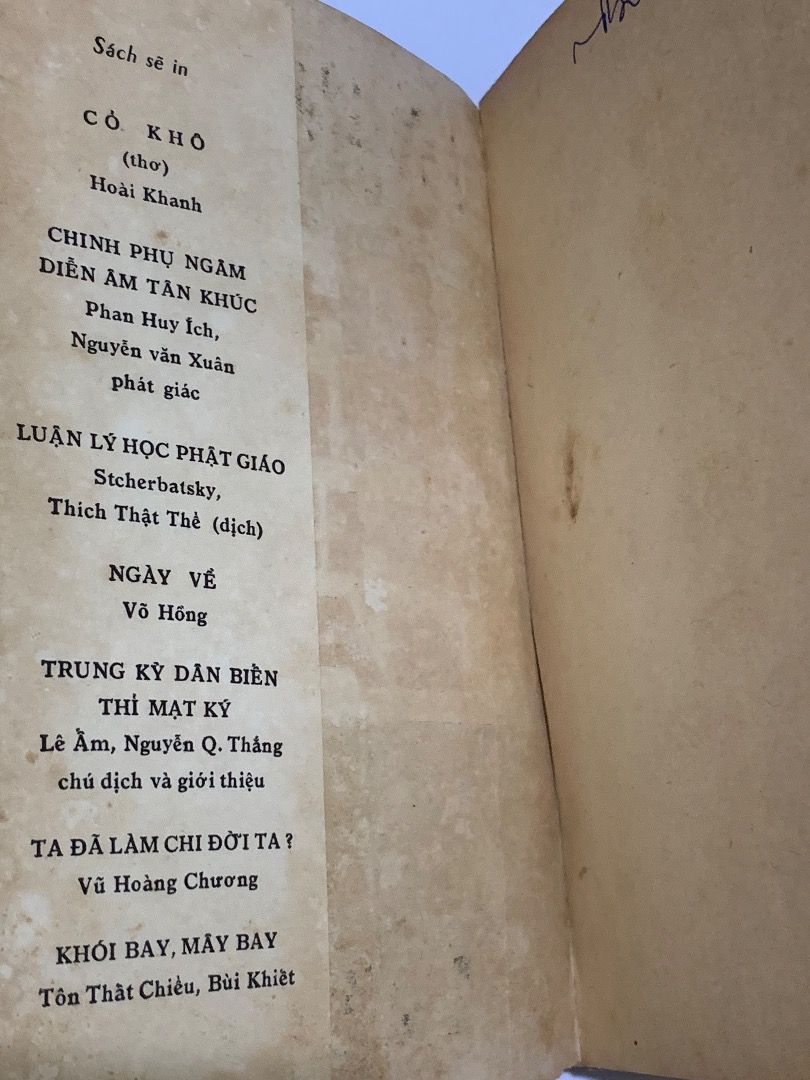 Sách sẽ in
CỎ KHÔ
(thơ)
Hoài Khanh
CHINH PHỤ NGÂM
DIỄN ÂM TÂN KHÚC
Phan Huy Ích,
Nguyễn văn Xuân
phát giác
LUẬN LÝ HỌC PHẬT GIÁO
Stcherbatsky,
Thích Thật Thể (dịch)
NGÀY VỀ
Võ Hồng
TRUNG KỲ DÂN BIẾN
THỈ MẠT KÝ
Lê Ấm, Nguyễn Q. Thắng
chú dịch và giới thiệu
TA ĐÃ LÀM CHI ĐỜI TA?
Vũ Hoàng Chương
KHÓI BAY, MÂY BAY
Tôn Thất Chiểu, Bùi Khiết